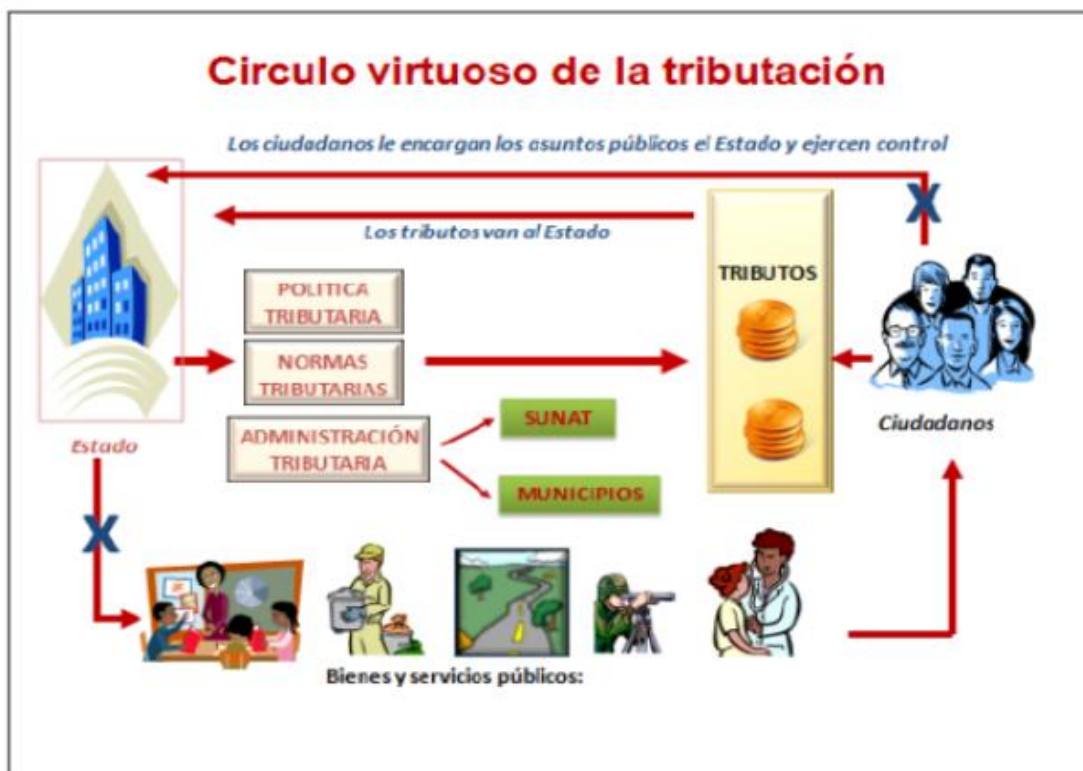 Circulo virtuoso de la tributación
Los ciudadanos le encargan los asuntos públicos el Estado y ejercen control
X
Los tributos van al Estado
TRIBUTOS
POLITICA
TRIBUTARIA
NORMAS
TRIBUTARIAS
ADMINISTRACIÓN
TRIBUTARIA
SUNAT
MUNICIPIOS
Ciudadanos
Estado
X
Bienes y servicios públicos: